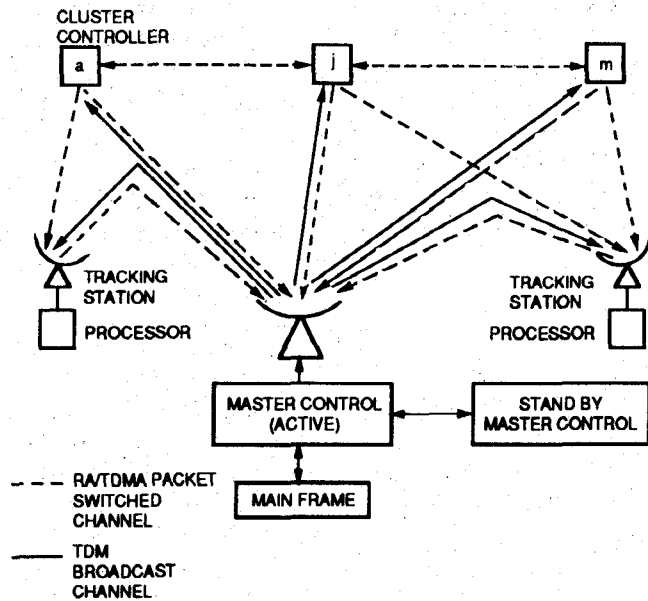 CLUSTER
CONTROLLER
a
j
m
TRACKING
STATION
PROCESSOR
TRACKING
STATION
PROCESSOR
MASTER CONTROL
(ACTIVE)
STAND BY
MASTER CONTROL
MAIN FRAME
RA/TDMA PACKET
SWITCHED
CHANNEL
TDM
BROADCAST
CHANNEL